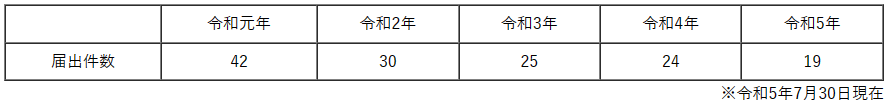 令和元年 令和2年 令和3年 令和4年 令和5年
届出件数 42 30 25 24 19
※令和5年7月30日現在